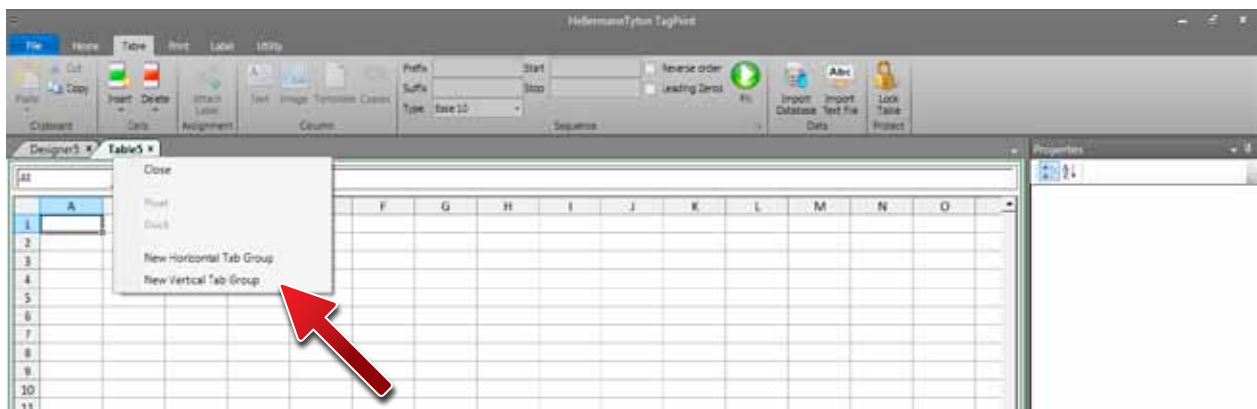 HellermannTyton TagPrint
File Home Table Print Label Utility
Paste Cut Copy
Insert Delete
Attach Label
Text Image Template Copies
Prefix Start Reverse order
Suffix Stop Leading Zeros
Type Base 10
Fill
Import Database
Abc Import Text File
Lock Table
Clipboard Cells Assignment Column Sequence Data Protect
Designer5 x Table5 x
Properties
A1
Close
Float
Dock
New Horizontal Tab Group
New Vertical Tab Group
A F G H I J K L M N O
1
2
3
4
5
6
7
8
9
10
11